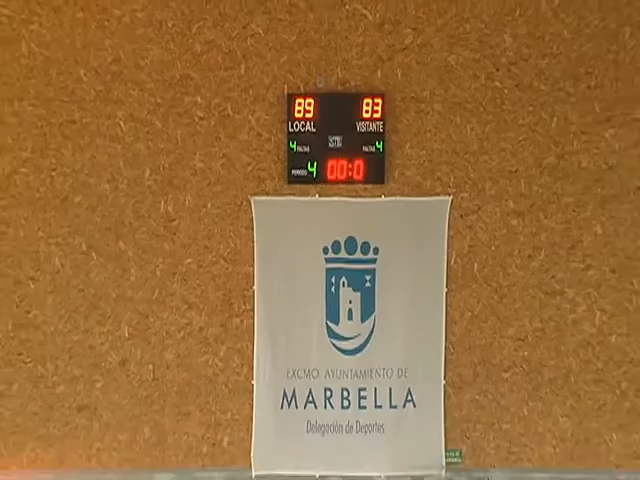 89 83
LOCAL VISITANTE
4 FALTAS FALTAS 4
PERIODO 4 00:0
EXCMO. AYUNTAMIENTO DE
MARBELLA
Delegación de Deportes